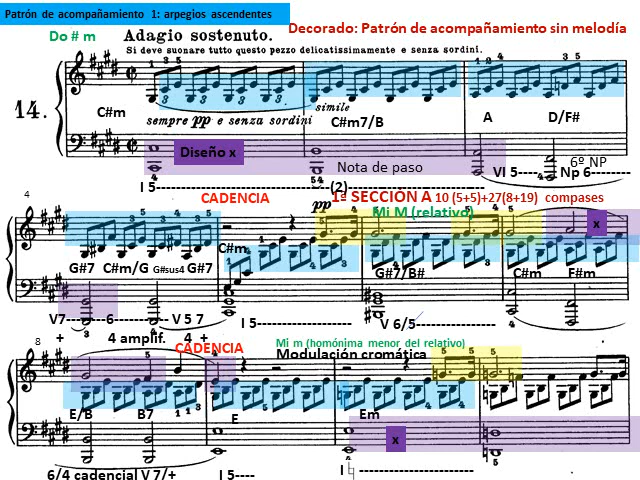 Patrón de acompañamiento 1: arpegios ascendentes
Decorado: Patrón de acompañamiento sin melodía
Do # m
Adagio sostenuto.
Si deve suonare tutto questo pezzo delicatissimamente e senza sordini.
14.
C#m
sempre pp e senza sordini
simile
C#m7/B
A
D/F#
Diseño x
Nota de paso
6º NP
I 5
(2)
VI 5
Np 6
4
CADENCIA
pp
1ª SECCION A 10 (5+5)+27(8+19) compases
Mi M (relativo)
x
C#m
G#7 C#m/G G#sus4 G#7
G#7/B#
C#m
F#m
V7 6 V 5 7
I 5
V 6/5
+ 4 amplif. 4 +
8
CADENCIA
Mi m (homónima menor del relativo)
Modulación cromática
E/B
B7
E
Em
x
6/4 cadencial V 7/+
I 5----
I